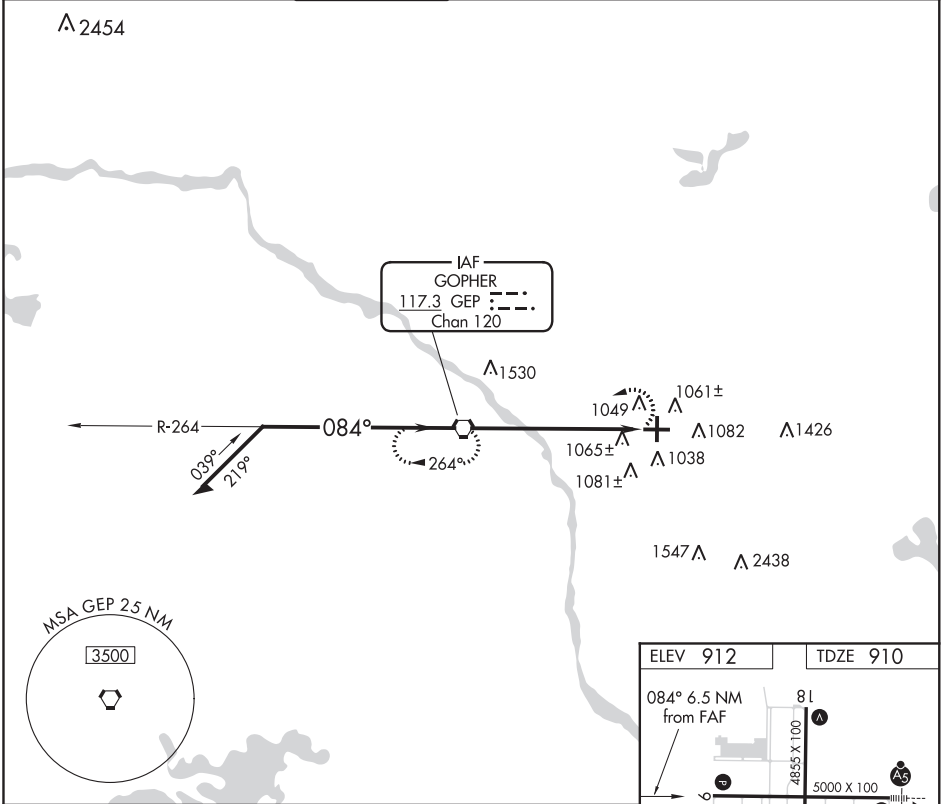 2454
IAF
GOPHER
117.3 GEP
Chan 120
1530
1061±
1049
R-264
084°
1082
1426
1065±
264°
1038
039°
219°
1081±
1547
2438
MSA GEP 25 NM
3500
ELEV 912
TDZE 910
084° 6.5 NM
from FAF
18
V
4855 X 100
P
A5
5000 X 100
9